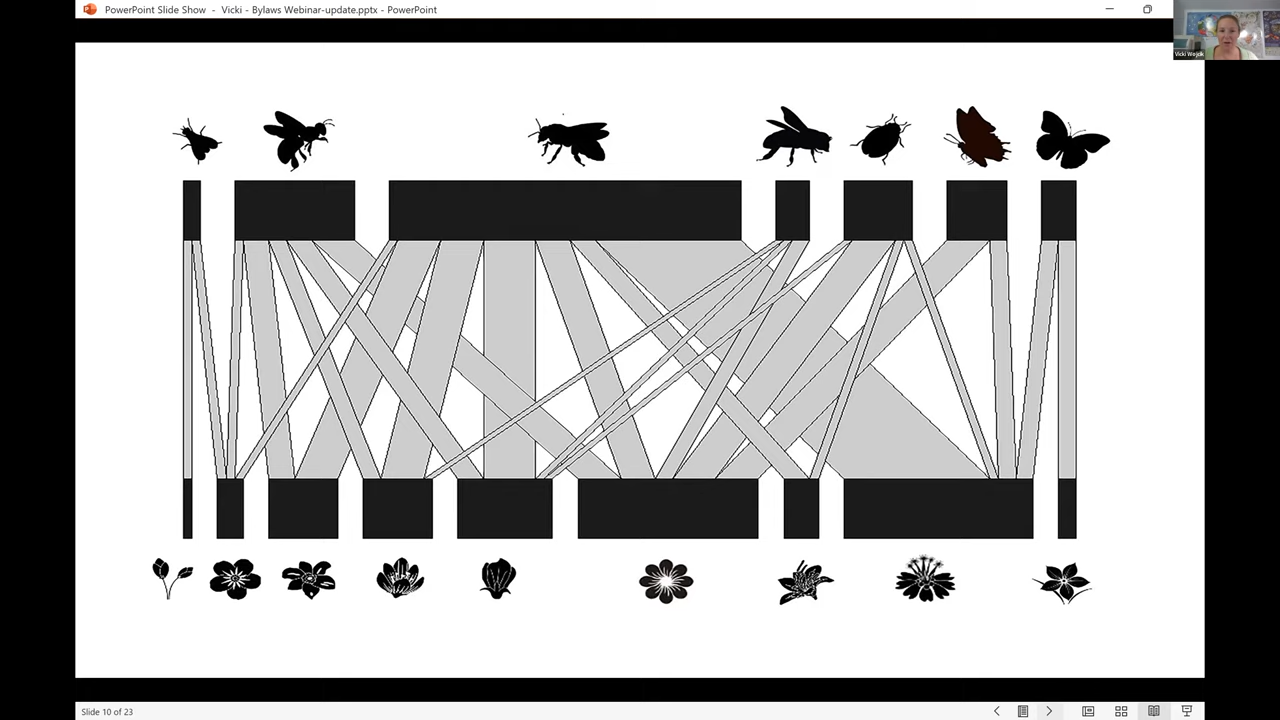 PowerPoint Slide Show - Vicki - Bylaws Webinar-update.pptx - PowerPoint
Vicki Wojcik
Slide 10 of 23